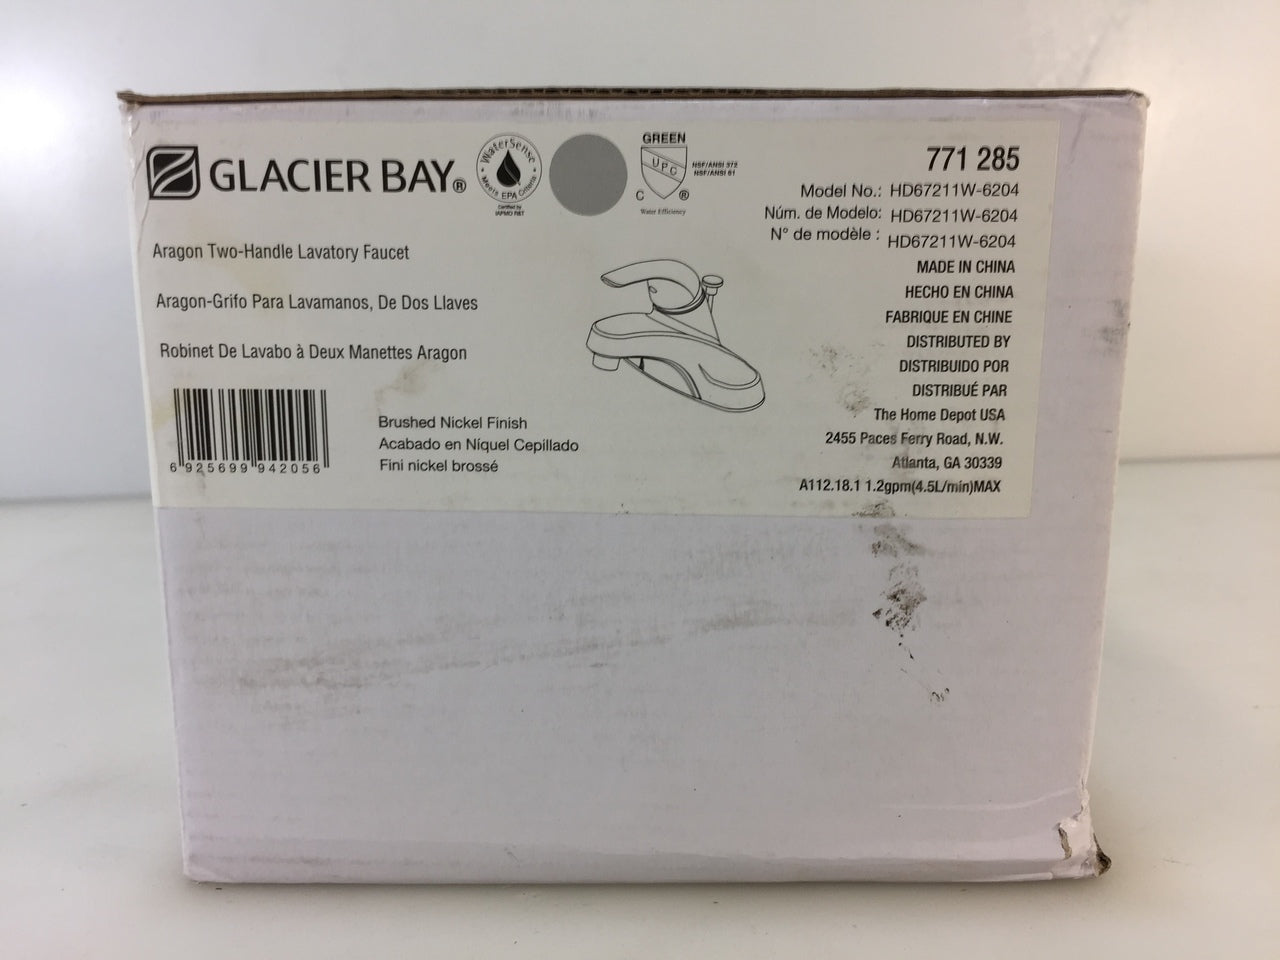 GLACIER BAY®
WaterSense
Meets EPA Criteria
Certified by
IAPMO R&T
GREEN
UPC
C ®
Water Efficiency
NSF/ANSI 372
NSF/ANSI 61
771 285
Model No.: HD67211W-6204
Núm. de Modelo: HD67211W-6204
N° de modèle : HD67211W-6204
MADE IN CHINA
HECHO EN CHINA
FABRIQUE EN CHINE
DISTRIBUTED BY
DISTRIBUIDO POR
DISTRIBUÉ PAR
The Home Depot USA
2455 Paces Ferry Road, N.W.
Atlanta, GA 30339
A112.18.1 1.2gpm(4.5L/min)MAX
Aragon Two-Handle Lavatory Faucet
Aragon-Grifo Para Lavamanos, De Dos Llaves
Robinet De Lavabo à Deux Manettes Aragon
6 925699 942056
Brushed Nickel Finish
Acabado en Níquel Cepillado
Fini nickel brossé